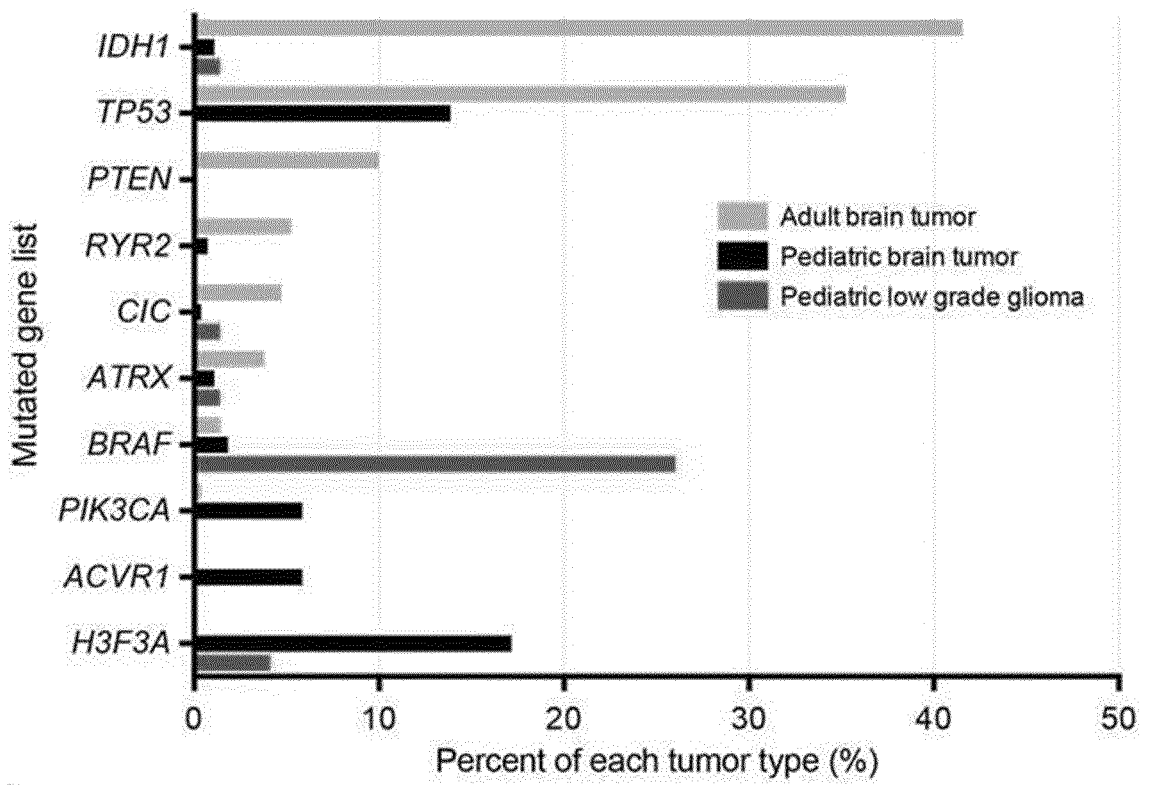 IDH1
TP53
PTEN
RYR2
CIC
ATRX
BRAF
PIK3CA
ACVR1
H3F3A
Mutated gene list
Adult brain tumor
Pediatric brain tumor
Pediatric low grade glioma
0 10 20 30 40 50
Percent of each tumor type (%)